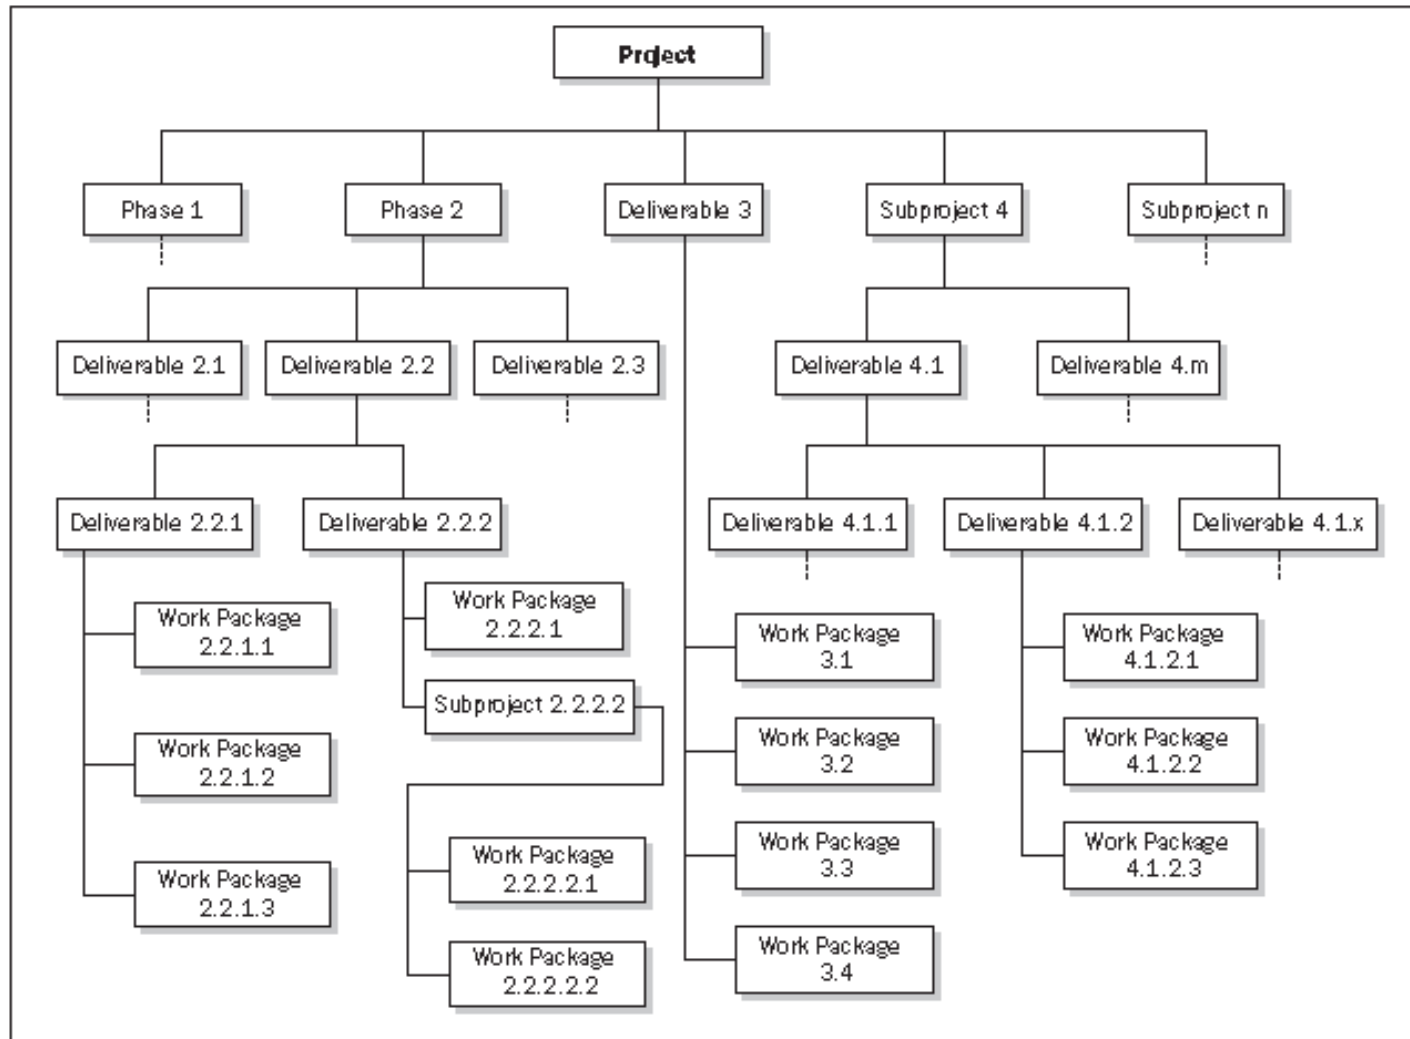 Project
Phase 1
Phase 2
Deliverable 3
Subproject 4
Subproject n
Deliverable 2.1
Deliverable 2.2
Deliverable 2.3
Deliverable 4.1
Deliverable 4.m
Deliverable 2.2.1
Deliverable 2.2.2
Deliverable 4.1.1
Deliverable 4.1.2
Deliverable 4.1.x
Work Package
2.2.1.1
Work Package
2.2.1.2
Work Package
2.2.1.3
Work Package
2.2.2.1
Subproject 2.2.2.2
Work Package
2.2.2.2.1
Work Package
2.2.2.2.2
Work Package
3.1
Work Package
3.2
Work Package
3.3
Work Package
3.4
Work Package
4.1.2.1
Work Package
4.1.2.2
Work Package
4.1.2.3